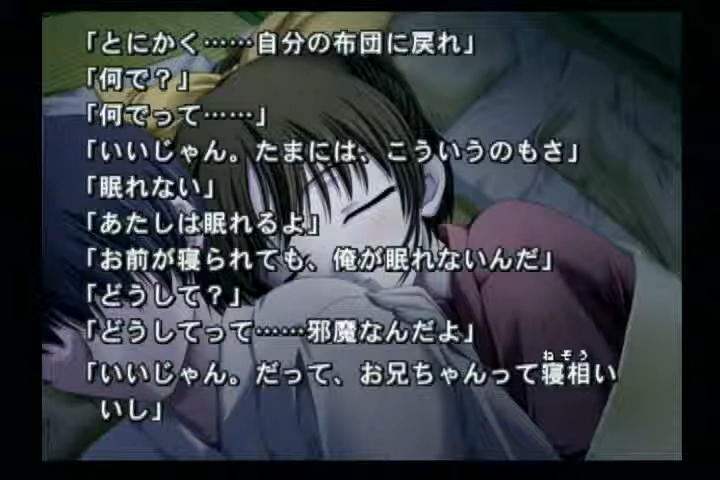 「とにかく……自分の布団に戻れ」
「何で？」
「何でって……」
「いいじゃん。たまには、こういうのもさ」
「眠れない」
「あたしは眠れるよ」
「お前が寝られても、俺が眠れないんだ」
「どうして？」
「どうしてって……邪魔なんだよ」
ねぞう
「いいじゃん。だって、お兄ちゃんって寝相い
いし」